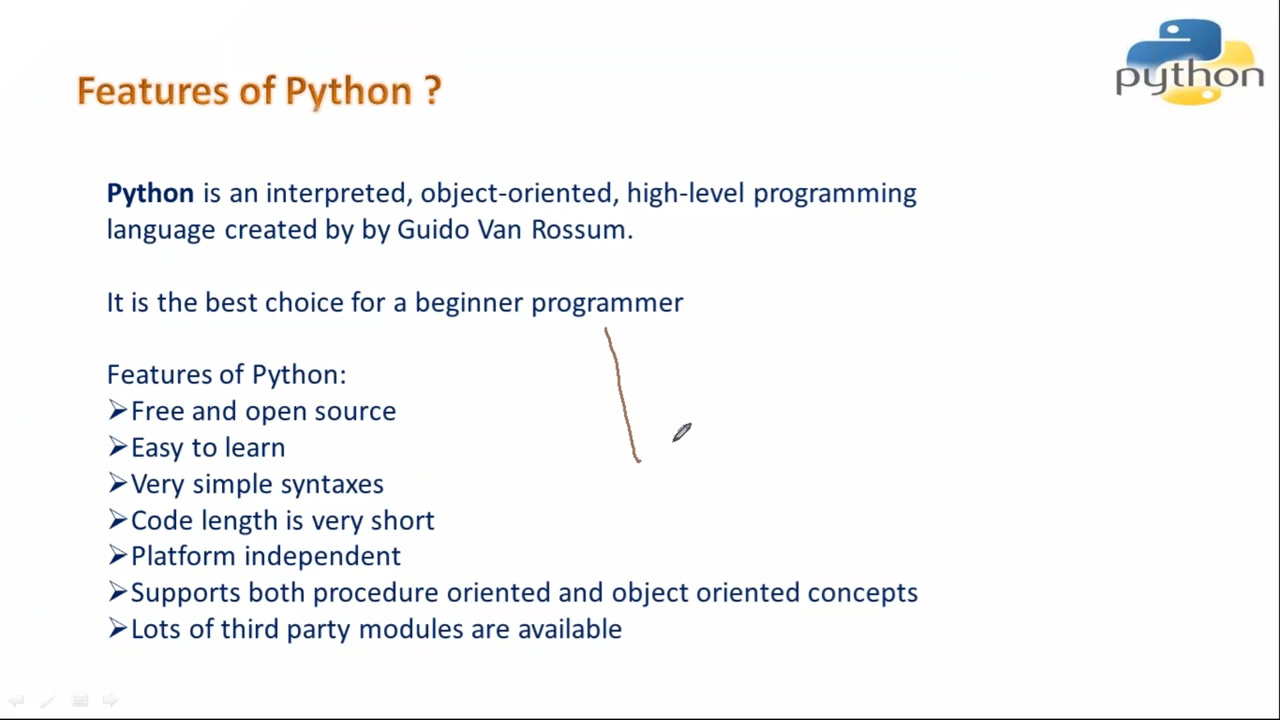 Features of Python ?
python
Python is an interpreted, object-oriented, high-level programming
language created by by Guido Van Rossum.
It is the best choice for a beginner programmer
Features of Python:
➢Free and open source
➢Easy to learn
➢Very simple syntaxes
➢Code length is very short
➢Platform independent
➢Supports both procedure oriented and object oriented concepts
➢Lots of third party modules are available